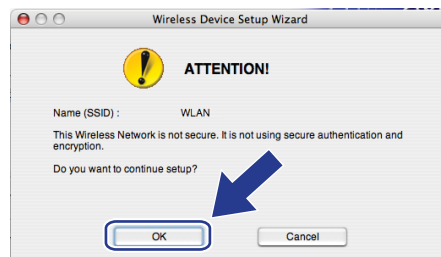 Wireless Device Setup Wizard
ATTENTION!
Name (SSID) : WLAN
This Wireless Network is not secure. It is not using secure authentication and
encryption.
Do you want to continue setup?
OK Cancel